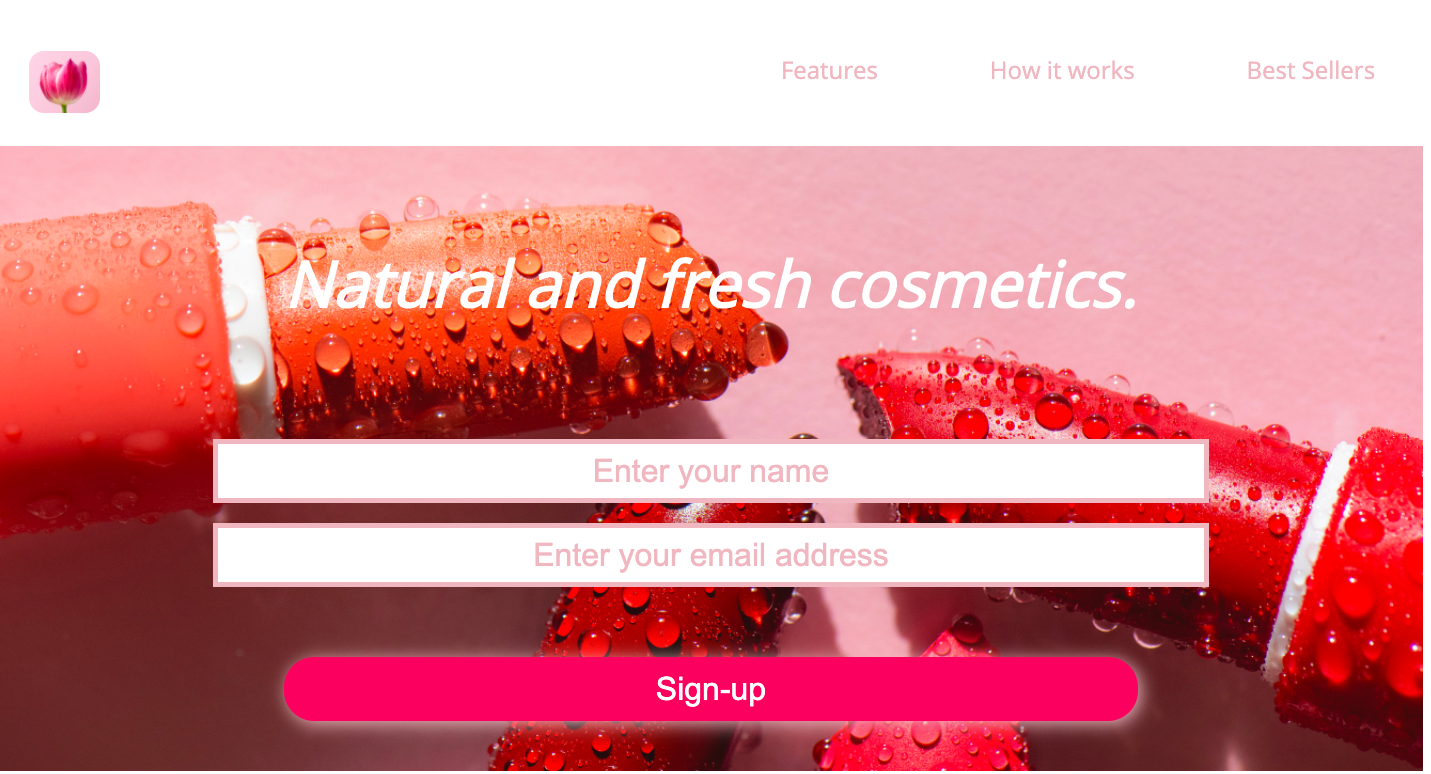 Features
How it works
Best Sellers
Natural and fresh cosmetics.
Enter your name
Enter your email address
Sign-up